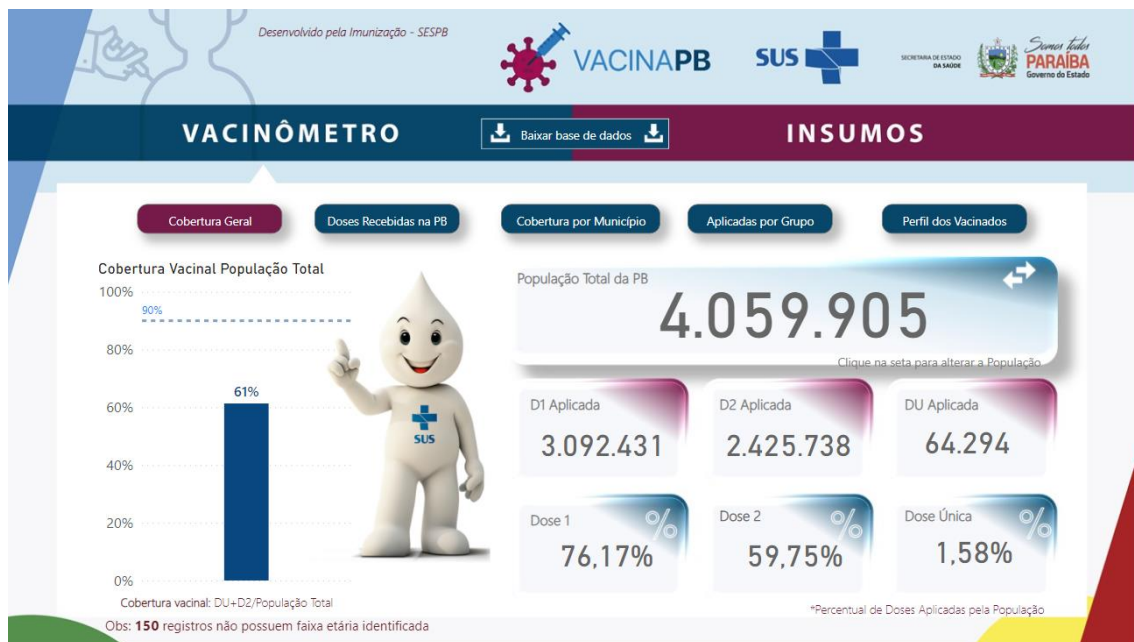 Desenvolvido pela Imunização - SESPB
VACINAPB
SUS
SECRETARIA DE ESTADO
DA SAÚDE
Somos todos
PARAÍBA
Governo do Estado
VACINÔMETRO
Baixar base de dados
INSUMOS
Cobertura Geral
Doses Recebidas na PB
Cobertura por Município
Aplicadas por Grupo
Perfil dos Vacinados
Cobertura Vacinal População Total
100%
90%
80%
61%
60%
40%
20%
0%
SUS
Cobertura vacinal: DU+D2/População Total
Obs: 150 registros não possuem faixa etária identificada
População Total da PB
4.059.905
Clique na seta para alterar a População
D1 Aplicada
3.092.431
D2 Aplicada
2.425.738
DU Aplicada
64.294
Dose 1
%
76,17%
Dose 2
%
59,75%
Dose Única
%
1,58%
*Percentual de Doses Aplicadas pela População